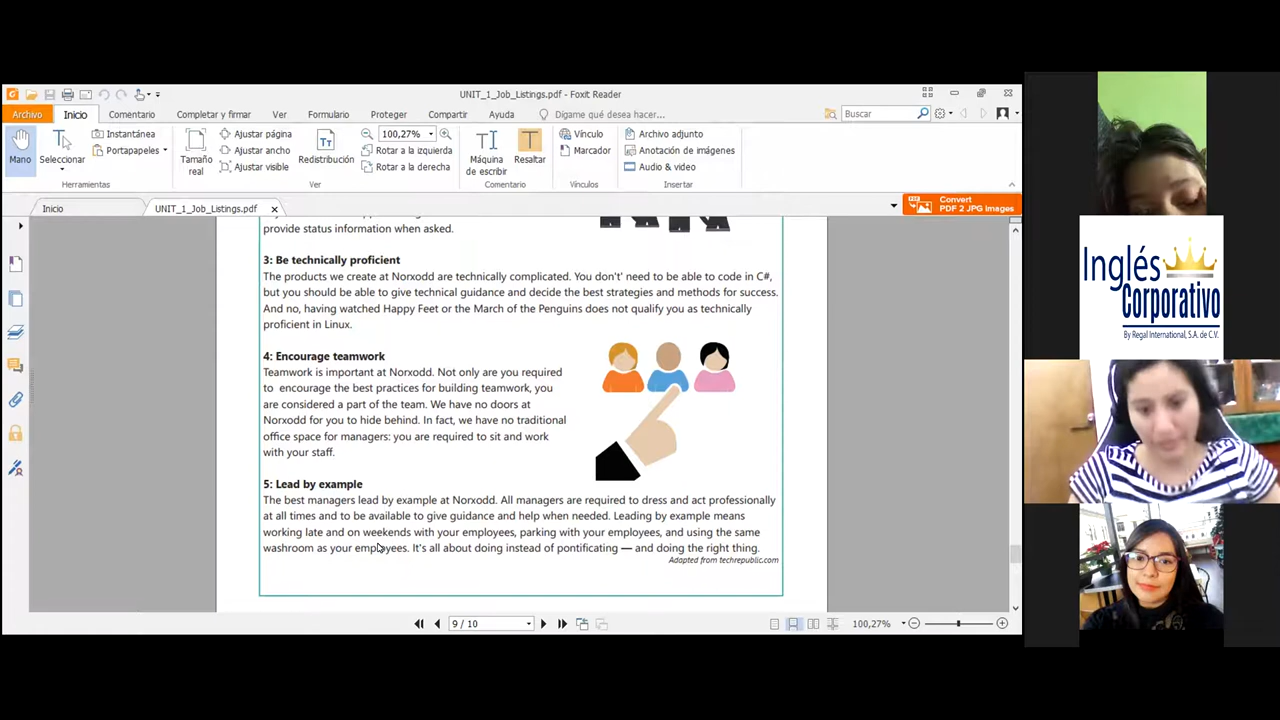 UNIT_1_Job_Listings.pdf - Foxit Reader
Archivo Inicio Comentario Completar y firmar Ver Formulario Proteger Compartir Ayuda Dígame qué desea hacer... Buscar
Mano
Seleccionar
Instantánea
Portapapeles
Herramientas
Tamaño real
Ajustar página
Ajustar ancho
Ajustar visible
Redistribución
100,27%
Rotar a la izquierda
Rotar a la derecha
Ver
Máquina de escribir
Resaltar
Comentario
Vínculo
Marcador
Vínculos
Archivo adjunto
Anotación de imágenes
Audio & video
Insertar
Inicio UNIT_1_Job_Listings.pdf
Convert
PDF 2 JPG Images
provide status information when asked.
3: Be technically proficient
The products we create at Norxodd are technically complicated. You don't' need to be able to code in C#,
but you should be able to give technical guidance and decide the best strategies and methods for success.
And no, having watched Happy Feet or the March of the Penguins does not qualify you as technically
proficient in Linux.
4: Encourage teamwork
Teamwork is important at Norxodd. Not only are you required
to encourage the best practices for building teamwork, you
are considered a part of the team. We have no doors at
Norxodd for you to hide behind. In fact, we have no traditional
office space for managers: you are required to sit and work
with your staff.
5: Lead by example
The best managers lead by example at Norxodd. All managers are required to dress and act professionally
at all times and to be available to give guidance and help when needed. Leading by example means
working late and on weekends with your employees, parking with your employees, and using the same
washroom as your employees. It's all about doing instead of pontificating — and doing the right thing.
Adapted from techrepublic.com
9 / 10
100,27%
Inglés
Corporativo
By Regal International, S.A. de C.V.